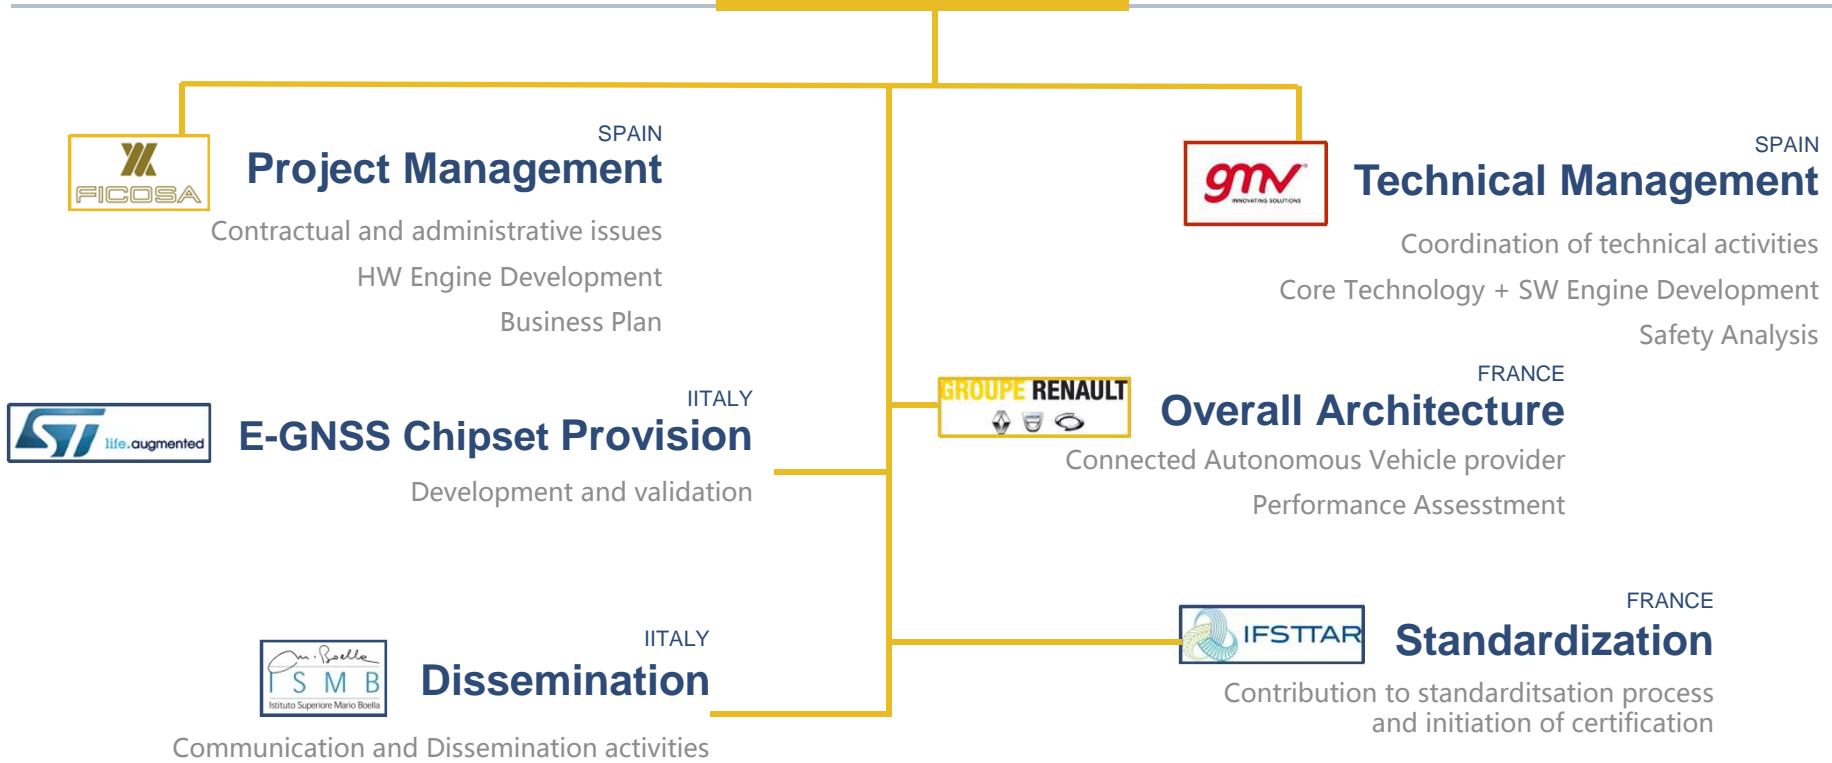 SPAIN
FICOSA
Project Management
Contractual and administrative issues
HW Engine Development
Business Plan
SPAIN
gmv
INNOVATING SOLUTIONS
Technical Management
Coordination of technical activities
Core Technology + SW Engine Development
Safety Analysis
IITALY
ST
life.augmented
E-GNSS Chipset Provision
Development and validation
FRANCE
GROUPE RENAULT
Overall Architecture
Connected Autonomous Vehicle provider
Performance Assesstment
IITALY
M. Boella
ISMB
Istituto Superiore Mario Boella
Dissemination
Communication and Dissemination activities
FRANCE
IFSTTAR
Standardization
Contribution to standarditsation process
and initiation of certification